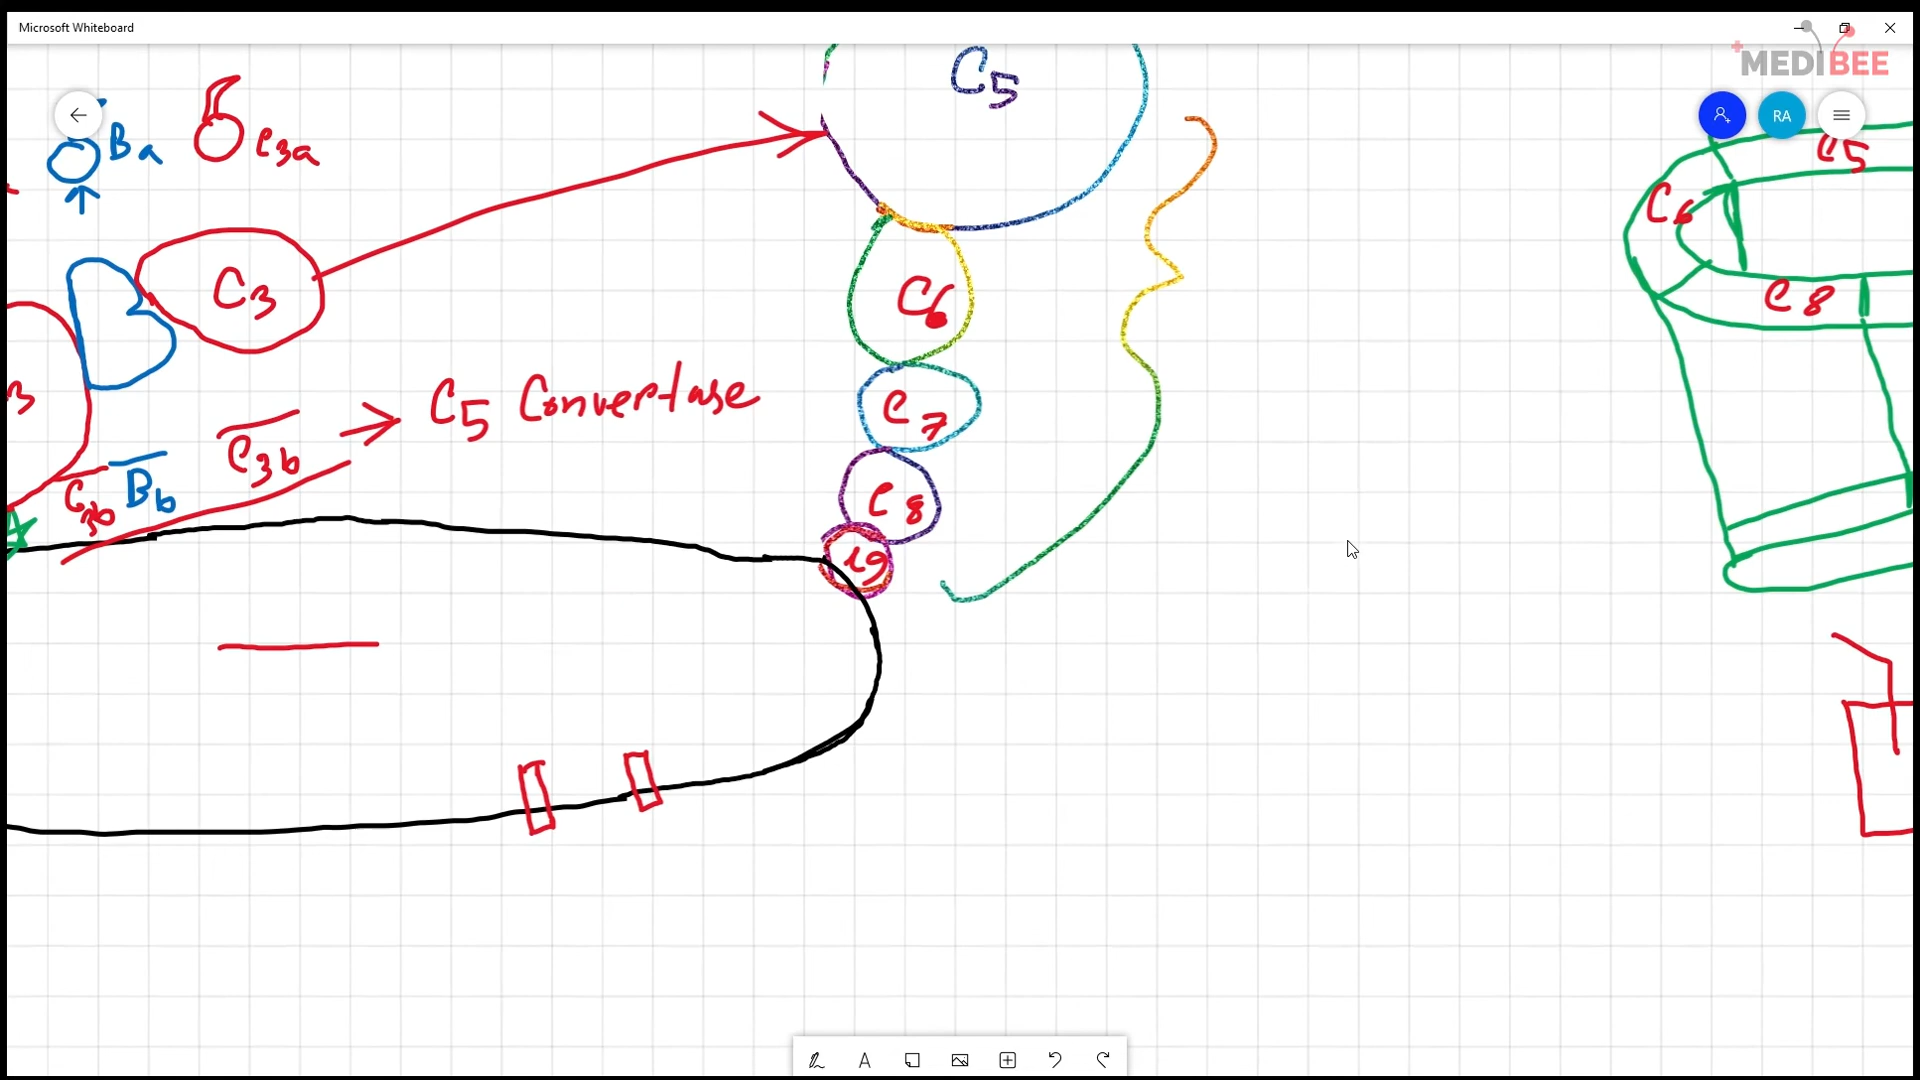 Microsoft Whiteboard
MEDIBEE
RA
C5
Ba
C3a
C5
C6
C3
C6
C8
C7
C5 Convertase
C3b
C3b Bb
C8
C9